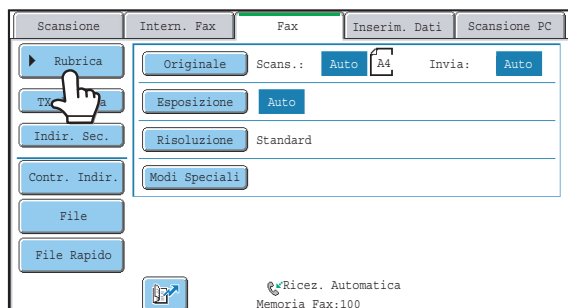 Scansione Intern. Fax Fax Inserim. Dati Scansione PC
Rubrica
Originale Scans.: Auto A4 Invia: Auto
Esposizione Auto
Indir. Sec.
Risoluzione Standard
Contr. Indir.
Modi Speciali
File
File Rapido
Ricez. Automatica
Memoria Fax:100